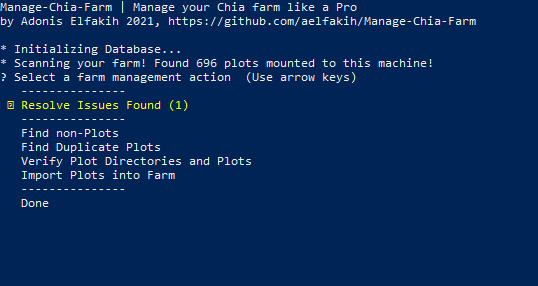 Manage-Chia-Farm | Manage your Chia farm like a Pro
by Adonis Elfakih 2021, https://github.com/aelfakih/Manage-Chia-Farm
* Initializing Database...
* Scanning your farm! Found 696 plots mounted to this machine!
? Select a farm management action  (Use arrow keys)
---------------
Resolve Issues Found (1)
---------------
Find non-Plots
Find Duplicate Plots
Verify Plot Directories and Plots
Import Plots into Farm
---------------
Done